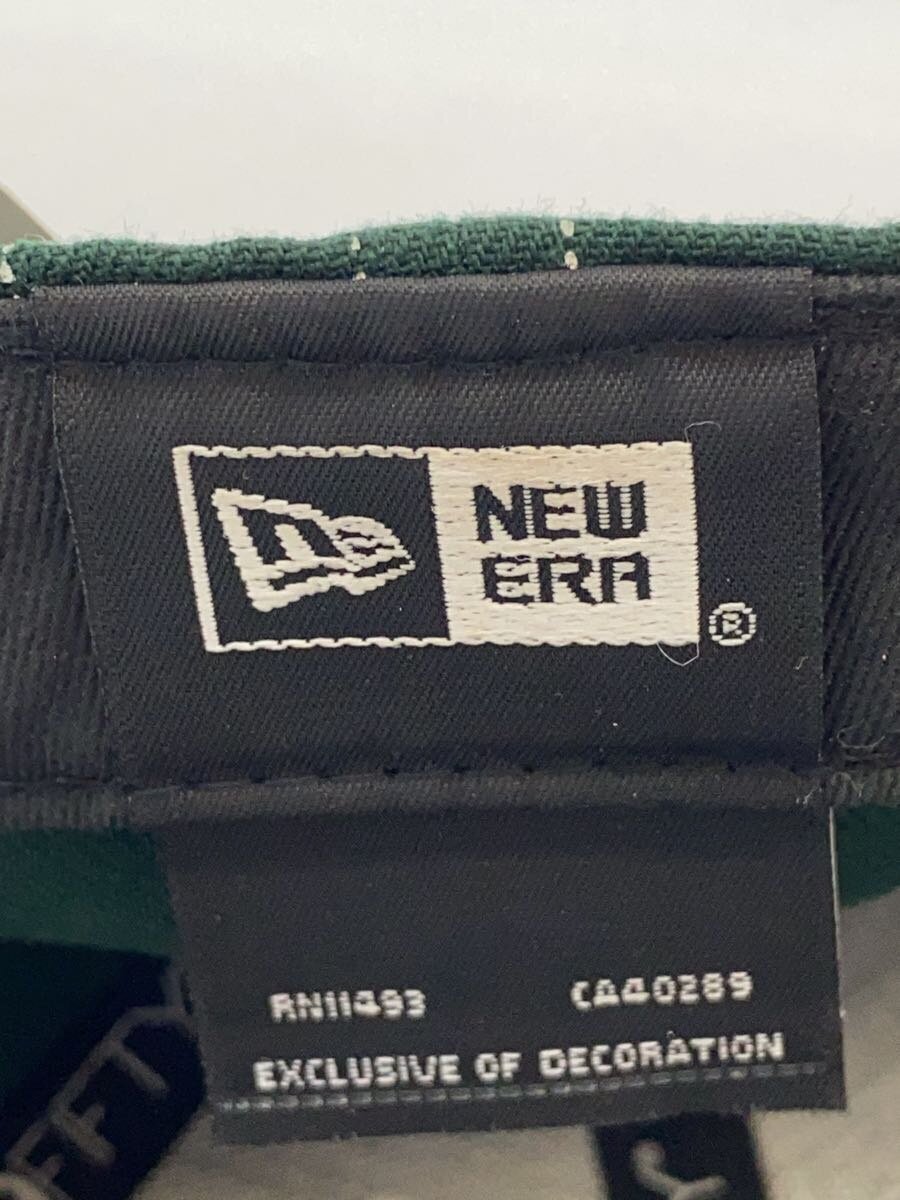 NEW
ERA
®
RN11493 CA40289
EXCLUSIVE OF DECORATION